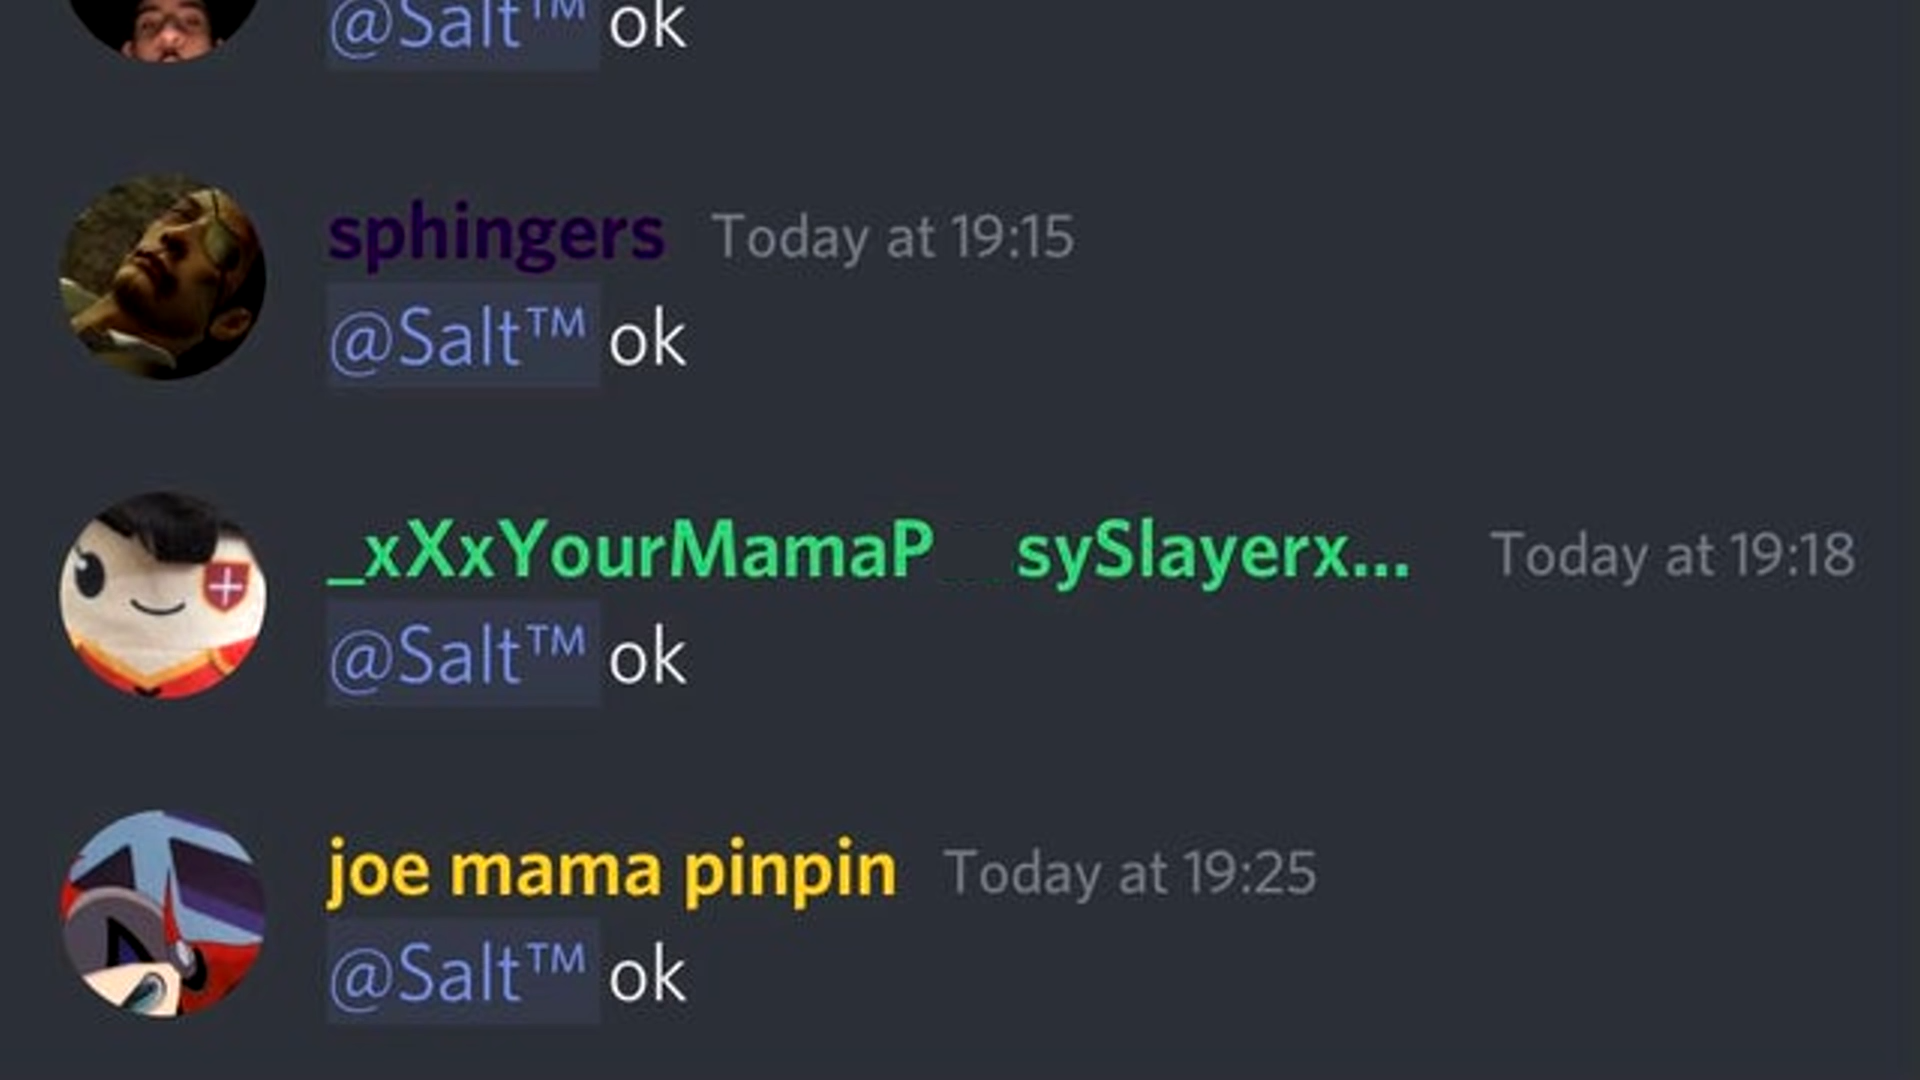 @Salt™ ok
sphingers Today at 19:15
@Salt™ ok
_xXxYourMamaP sySlayerx... Today at 19:18
@Salt™ ok
joe mama pinpin Today at 19:25
@Salt™ ok